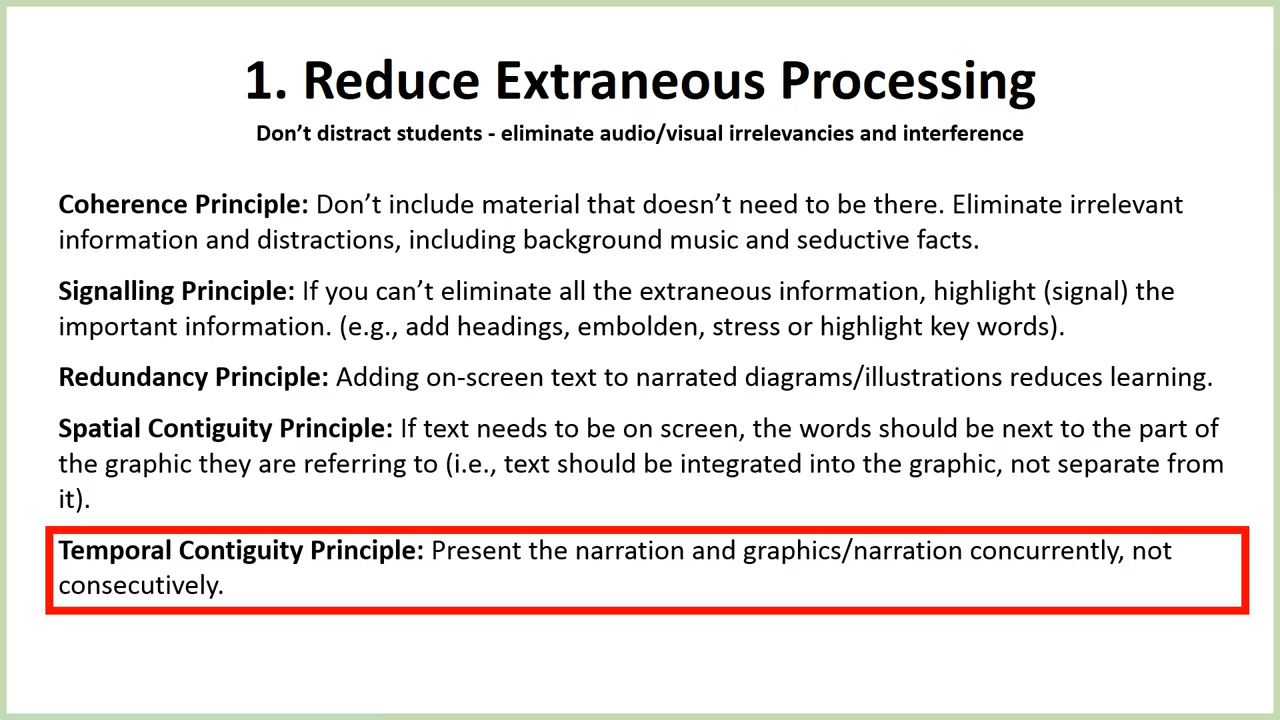 1. Reduce Extraneous Processing
Don’t distract students - eliminate audio/visual irrelevancies and interference
Coherence Principle: Don’t include material that doesn’t need to be there. Eliminate irrelevant
information and distractions, including background music and seductive facts.
Signalling Principle: If you can’t eliminate all the extraneous information, highlight (signal) the
important information. (e.g., add headings, embolden, stress or highlight key words).
Redundancy Principle: Adding on-screen text to narrated diagrams/illustrations reduces learning.
Spatial Contiguity Principle: If text needs to be on screen, the words should be next to the part of
the graphic they are referring to (i.e., text should be integrated into the graphic, not separate from
it).
Temporal Contiguity Principle: Present the narration and graphics/narration concurrently, not
consecutively.